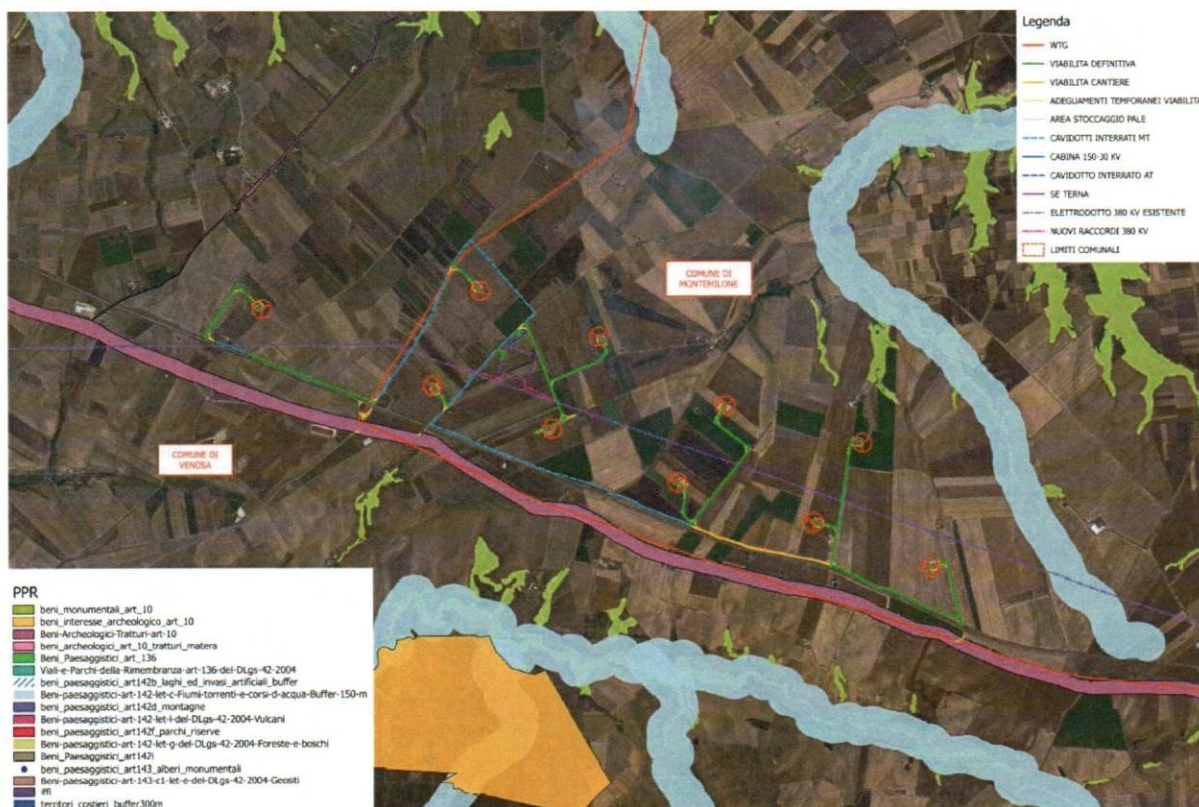 Legenda
WTG
VIABILITA DEFINITIVA
VIABILITA CANTIERE
ADEGUAMENTI TEMPORANEI VIABILITA
AREA STOCCAGGIO PALE
CAVIDOTTI INTERRATI MT
CABINA 150-30 KV
CAVIDOTTO INTERRATO AT
SE TERNA
ELETTRODOTTO 380 KV ESISTENTE
NUOVI RACCORDI 380 KV
LIMITI COMUNALI
COMUNE DI
MONTEMILONE
COMUNE DI
VENOSA
PPR
beni_monumentali_art_10
beni_interesse_archeologico_art_10
Beni-Archeologici-Tratturi-art-10
beni_archeologici_art_10_tratturi_matera
Beni_Paesaggistici_art_136
Viali-e-Parchi-della-Rimembranza-art-136-del-DLgs-42-2004
beni_paesaggistici_art142b_laghi_ed_invasi_artificiali_buffer
Beni-paesaggistici-art-142-let-c-Fiumi-torrenti-e-corsi-d-acqua-Buffer-150-m
beni_paesaggistici_art142d_montagne
Beni-paesaggistici-art-142-let-l-del-DLgs-42-2004-Vulcani
beni_paesaggistici_art142f_parchi_riserve
Beni-paesaggistici-art-142-let-g-del-DLgs-42-2004-Foreste-e-boschi
Beni_Paesaggistici_art142i
beni_paesaggistici_art143_alberi_monumentali
Beni-paesaggistici-art-143-c1-let-e-del-DLgs-42-2004-Geositi
iffi
territori_costieri_buffer300m